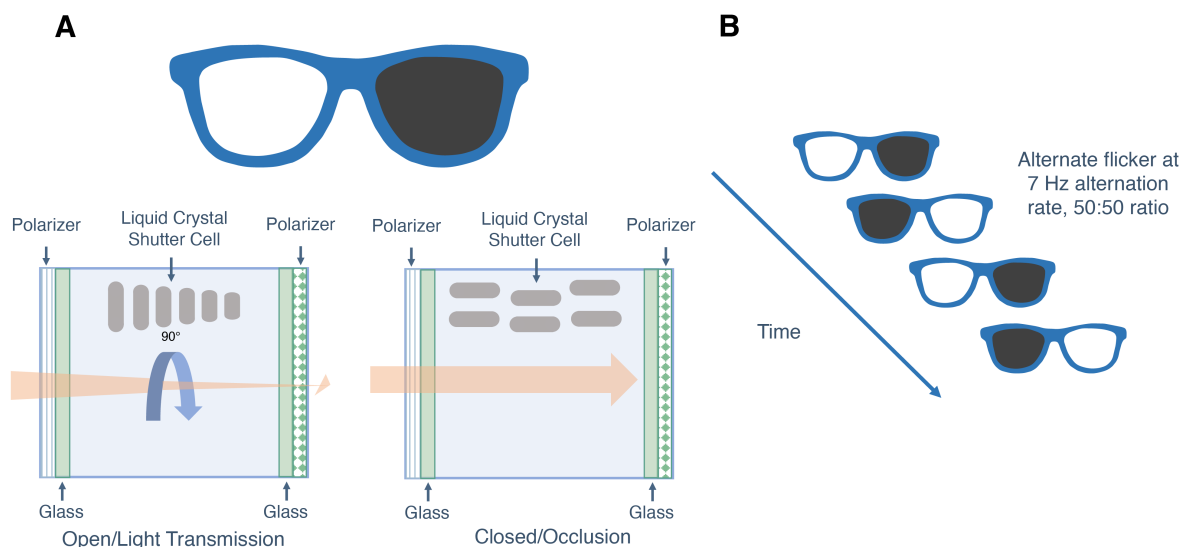 A
B
Polarizer
Liquid Crystal
Shutter Cell
Polarizer
90°
Glass
Glass
Open/Light Transmission
Polarizer
Liquid Crystal
Shutter Cell
Polarizer
Glass
Glass
Closed/Occlusion
Alternate flicker at
7 Hz alternation
rate, 50:50 ratio
Time